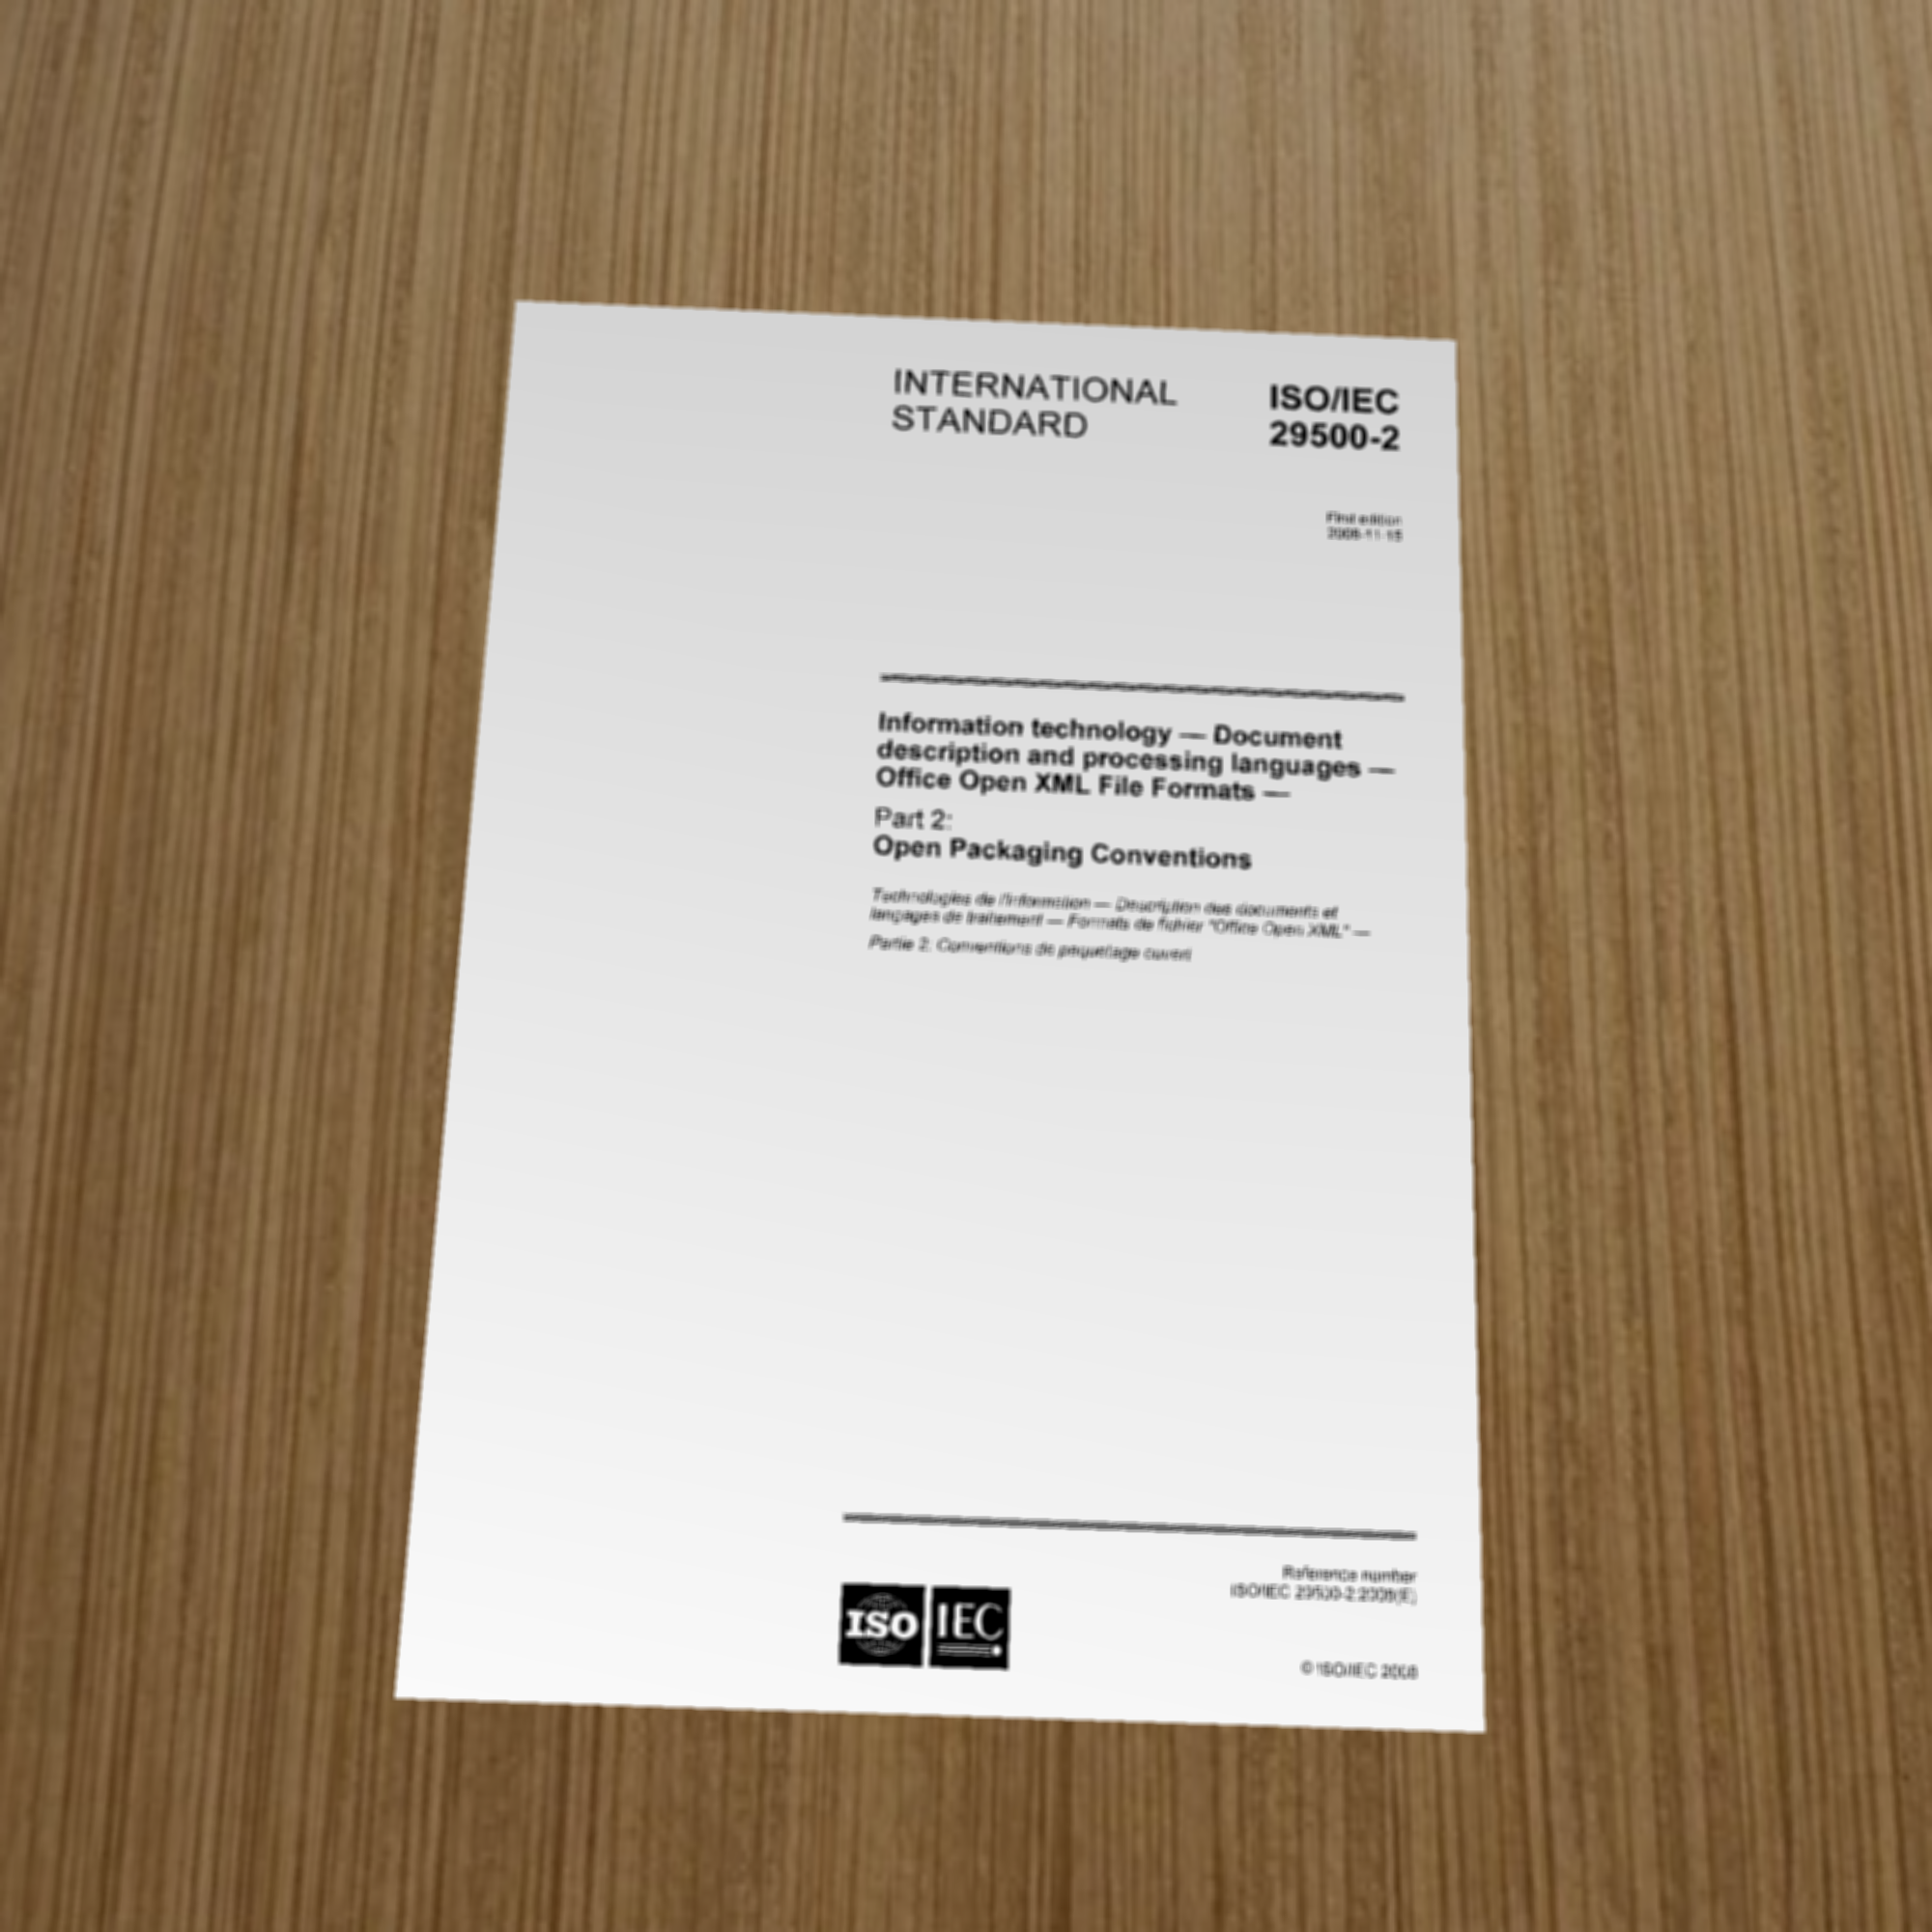 INTERNATIONAL
STANDARD
ISO/IEC
29500-2
First edition
2008-11-15
Information technology — Document
description and processing languages —
Office Open XML File Formats —
Part 2:
Open Packaging Conventions
Technologies de l'information — Description des documents et
langages de traitement — Formats de fichier "Office Open XML" —
Partie 2: Conventions de paquetage ouvert
Reference number
ISO/IEC 29500-2:2008(E)
ISO IEC
© ISO/IEC 2008